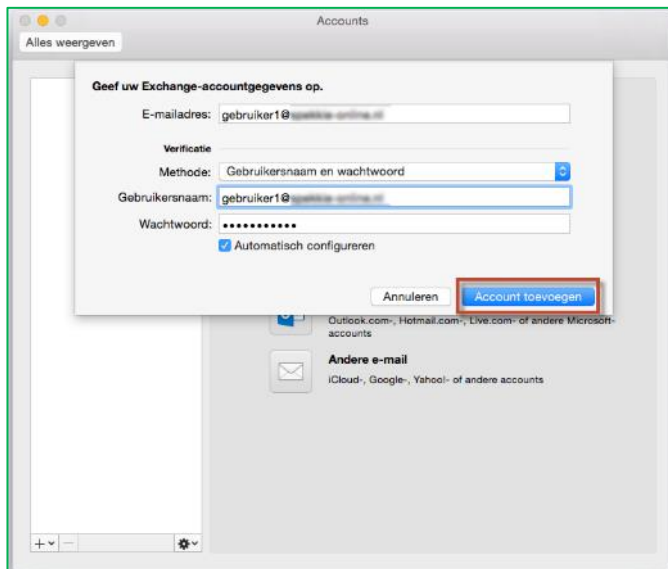 Accounts
Alles weergeven
Geef uw Exchange-accountgegevens op.
E-mailadres: gebruiker1@
Verificatie
Methode: Gebruikersnaam en wachtwoord
Gebruikersnaam: gebruiker1@
Wachtwoord: •••••••••••
Automatisch configureren
Annuleren Account toevoegen
Outlook.com-, Hotmail.com-, Live.com- of andere Microsoft-
accounts
Andere e-mail
iCloud-, Google-, Yahoo!- of andere accounts